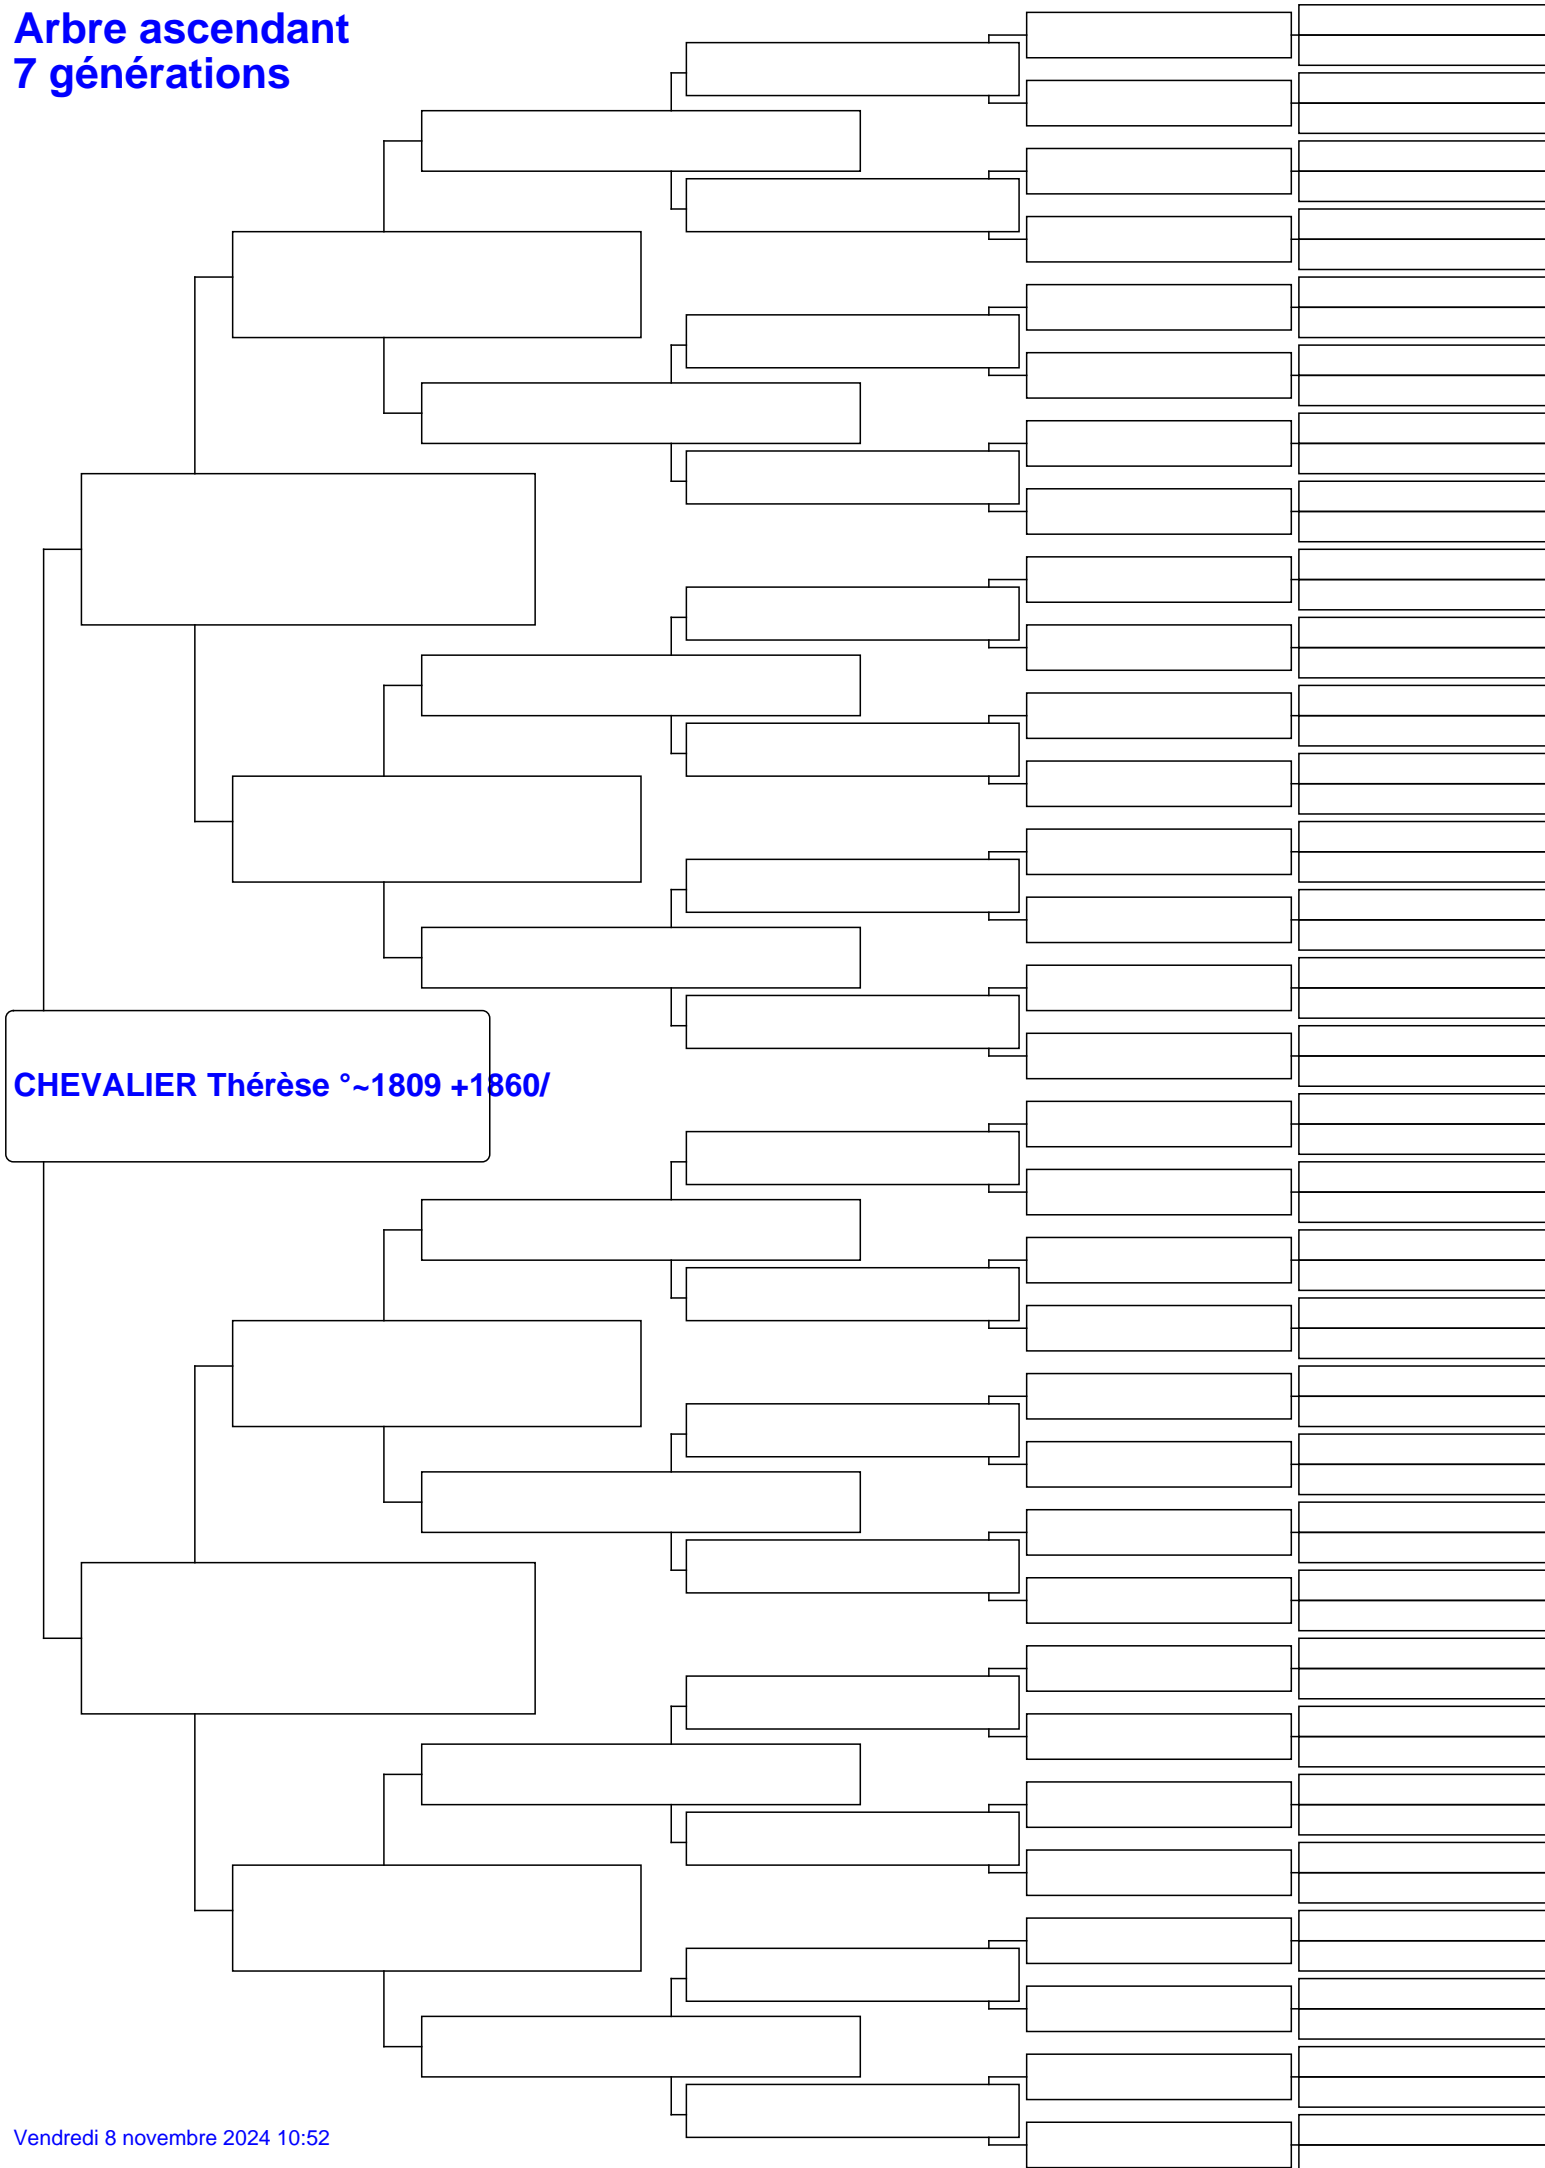 Arbre ascendant
7 générations
CHEVALIER Thérèse °~1809 +1860/
Vendredi 8 novembre 2024 10:52